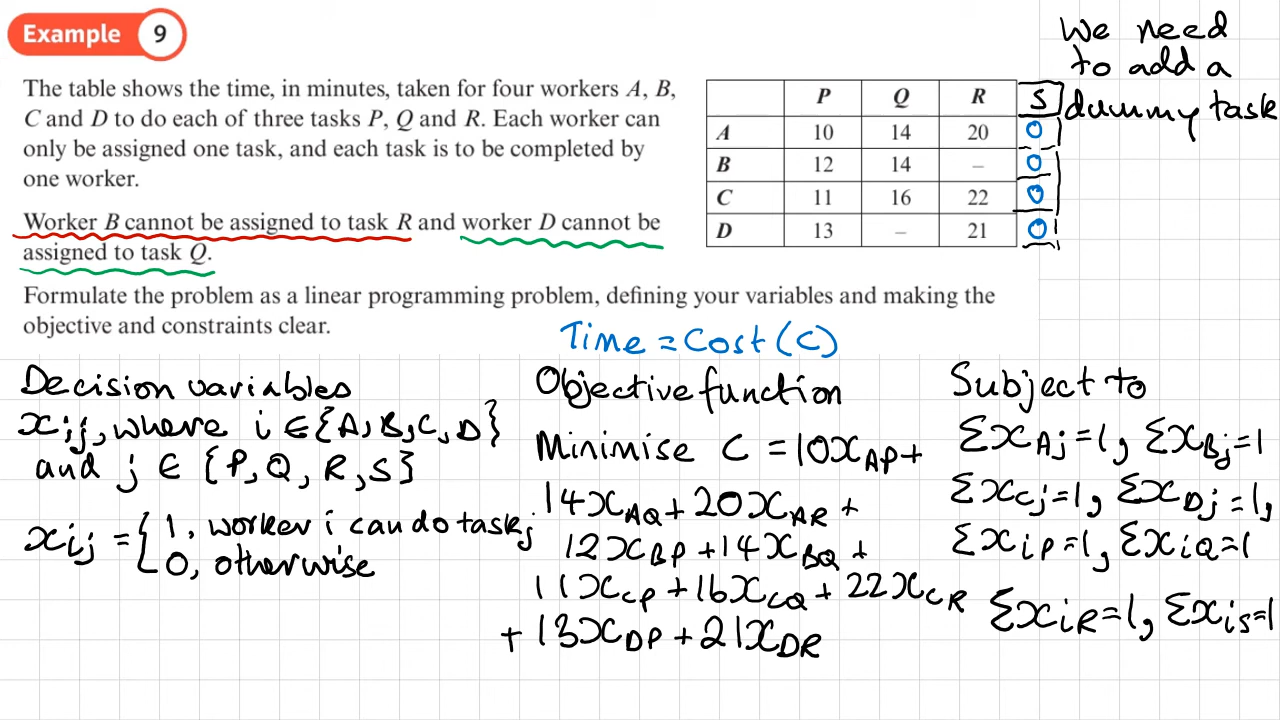 Example 9
The table shows the time, in minutes, taken for four workers A, B,
C and D to do each of three tasks P, Q and R. Each worker can
only be assigned one task, and each task is to be completed by
one worker.
Worker B cannot be assigned to task R and worker D cannot be
assigned to task Q.
Formulate the problem as a linear programming problem, defining your variables and making the
objective and constraints clear.
P Q R S
A 10 14 20 0
B 12 14 – 0
C 11 16 22 0
D 13 – 21 0
We need
to add a
dummy task
Time = Cost (C)
Decision variables
xij, where i ∈ {A, B, C, D}
and j ∈ {P, Q, R, S}
xij = { 1, worker i can do task j
0, otherwise
Objective function
Minimise C = 10xAP +
14xAQ + 20xAR +
12xBP + 14xBQ +
11xCP + 16xCQ + 22xCR
+ 13xDP + 21xDR
Subject to
ΣxAj = 1, ΣxBj = 1
ΣxCj = 1, ΣxDj = 1,
ΣxiP = 1, ΣxiQ = 1
ΣxiR = 1, ΣxiS = 1